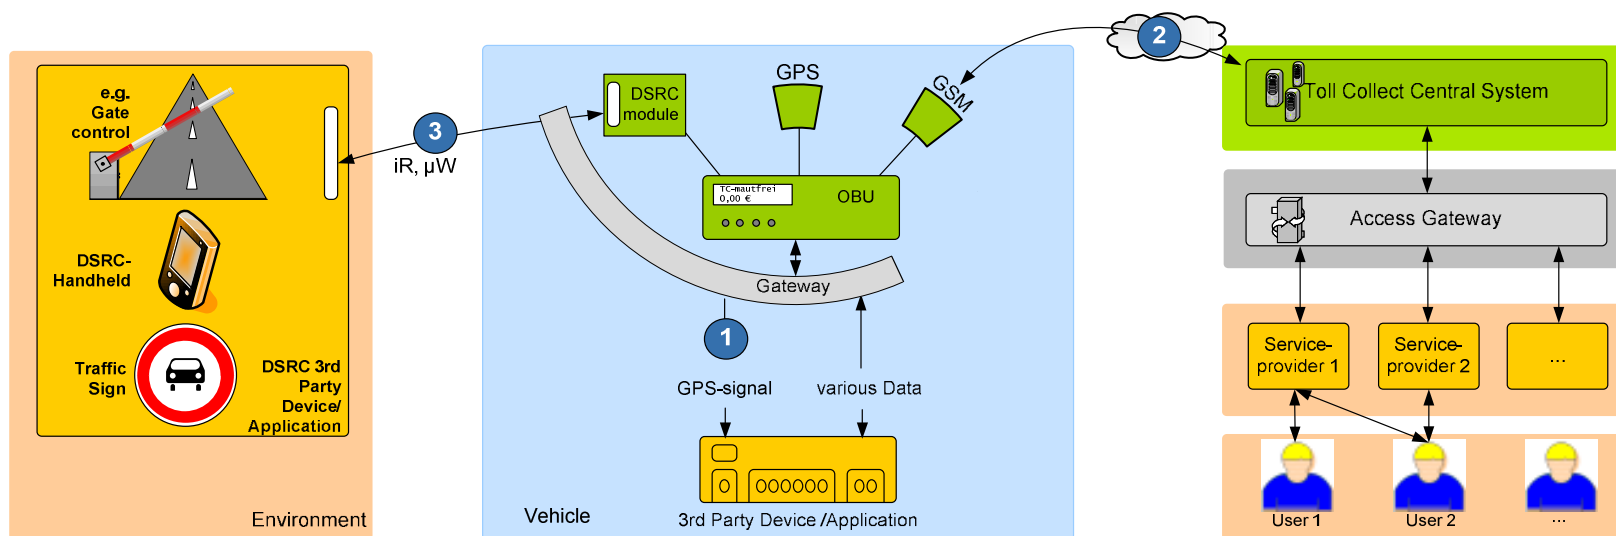 e.g.
Gate
control
DSRC-
Handheld
Traffic
Sign
DSRC 3rd
Party
Device/
Application
Environment
3
iR, µW
DSRC
module
GPS
GSM
TC-mautfrei
0,00 €
OBU
Gateway
1
GPS-signal
various Data
Vehicle
3rd Party Device /Application
2
Toll Collect Central System
Access Gateway
Service-
provider 1
Service-
provider 2
...
User 1
User 2
...